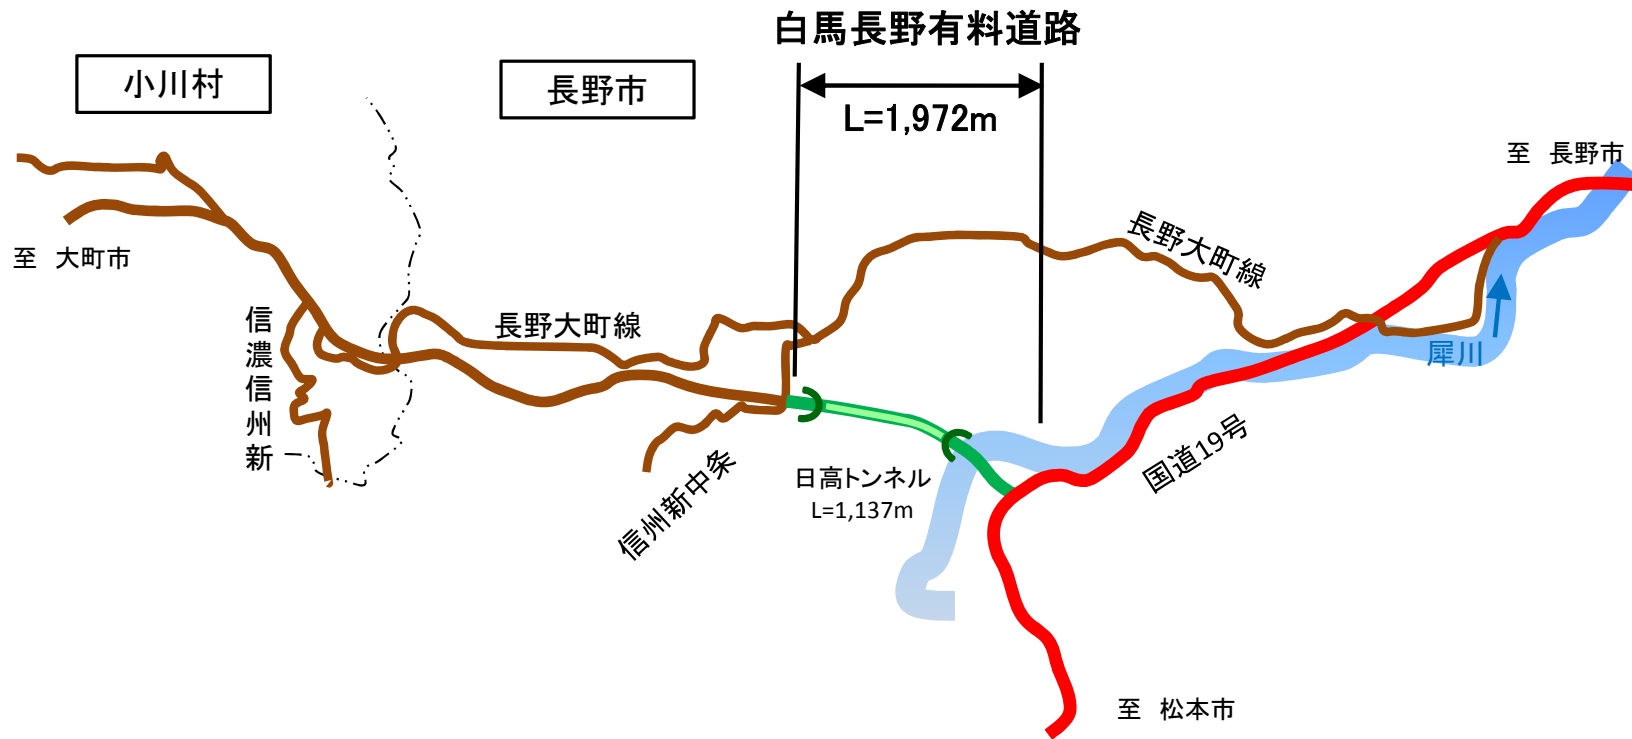 白馬長野有料道路
小川村
長野市
L=1,972m
至 長野市
長野大町線
至 大町市
信濃信州新
長野大町線
犀川
国道19号
信州新中条
日高トンネル
L=1,137m
至 松本市